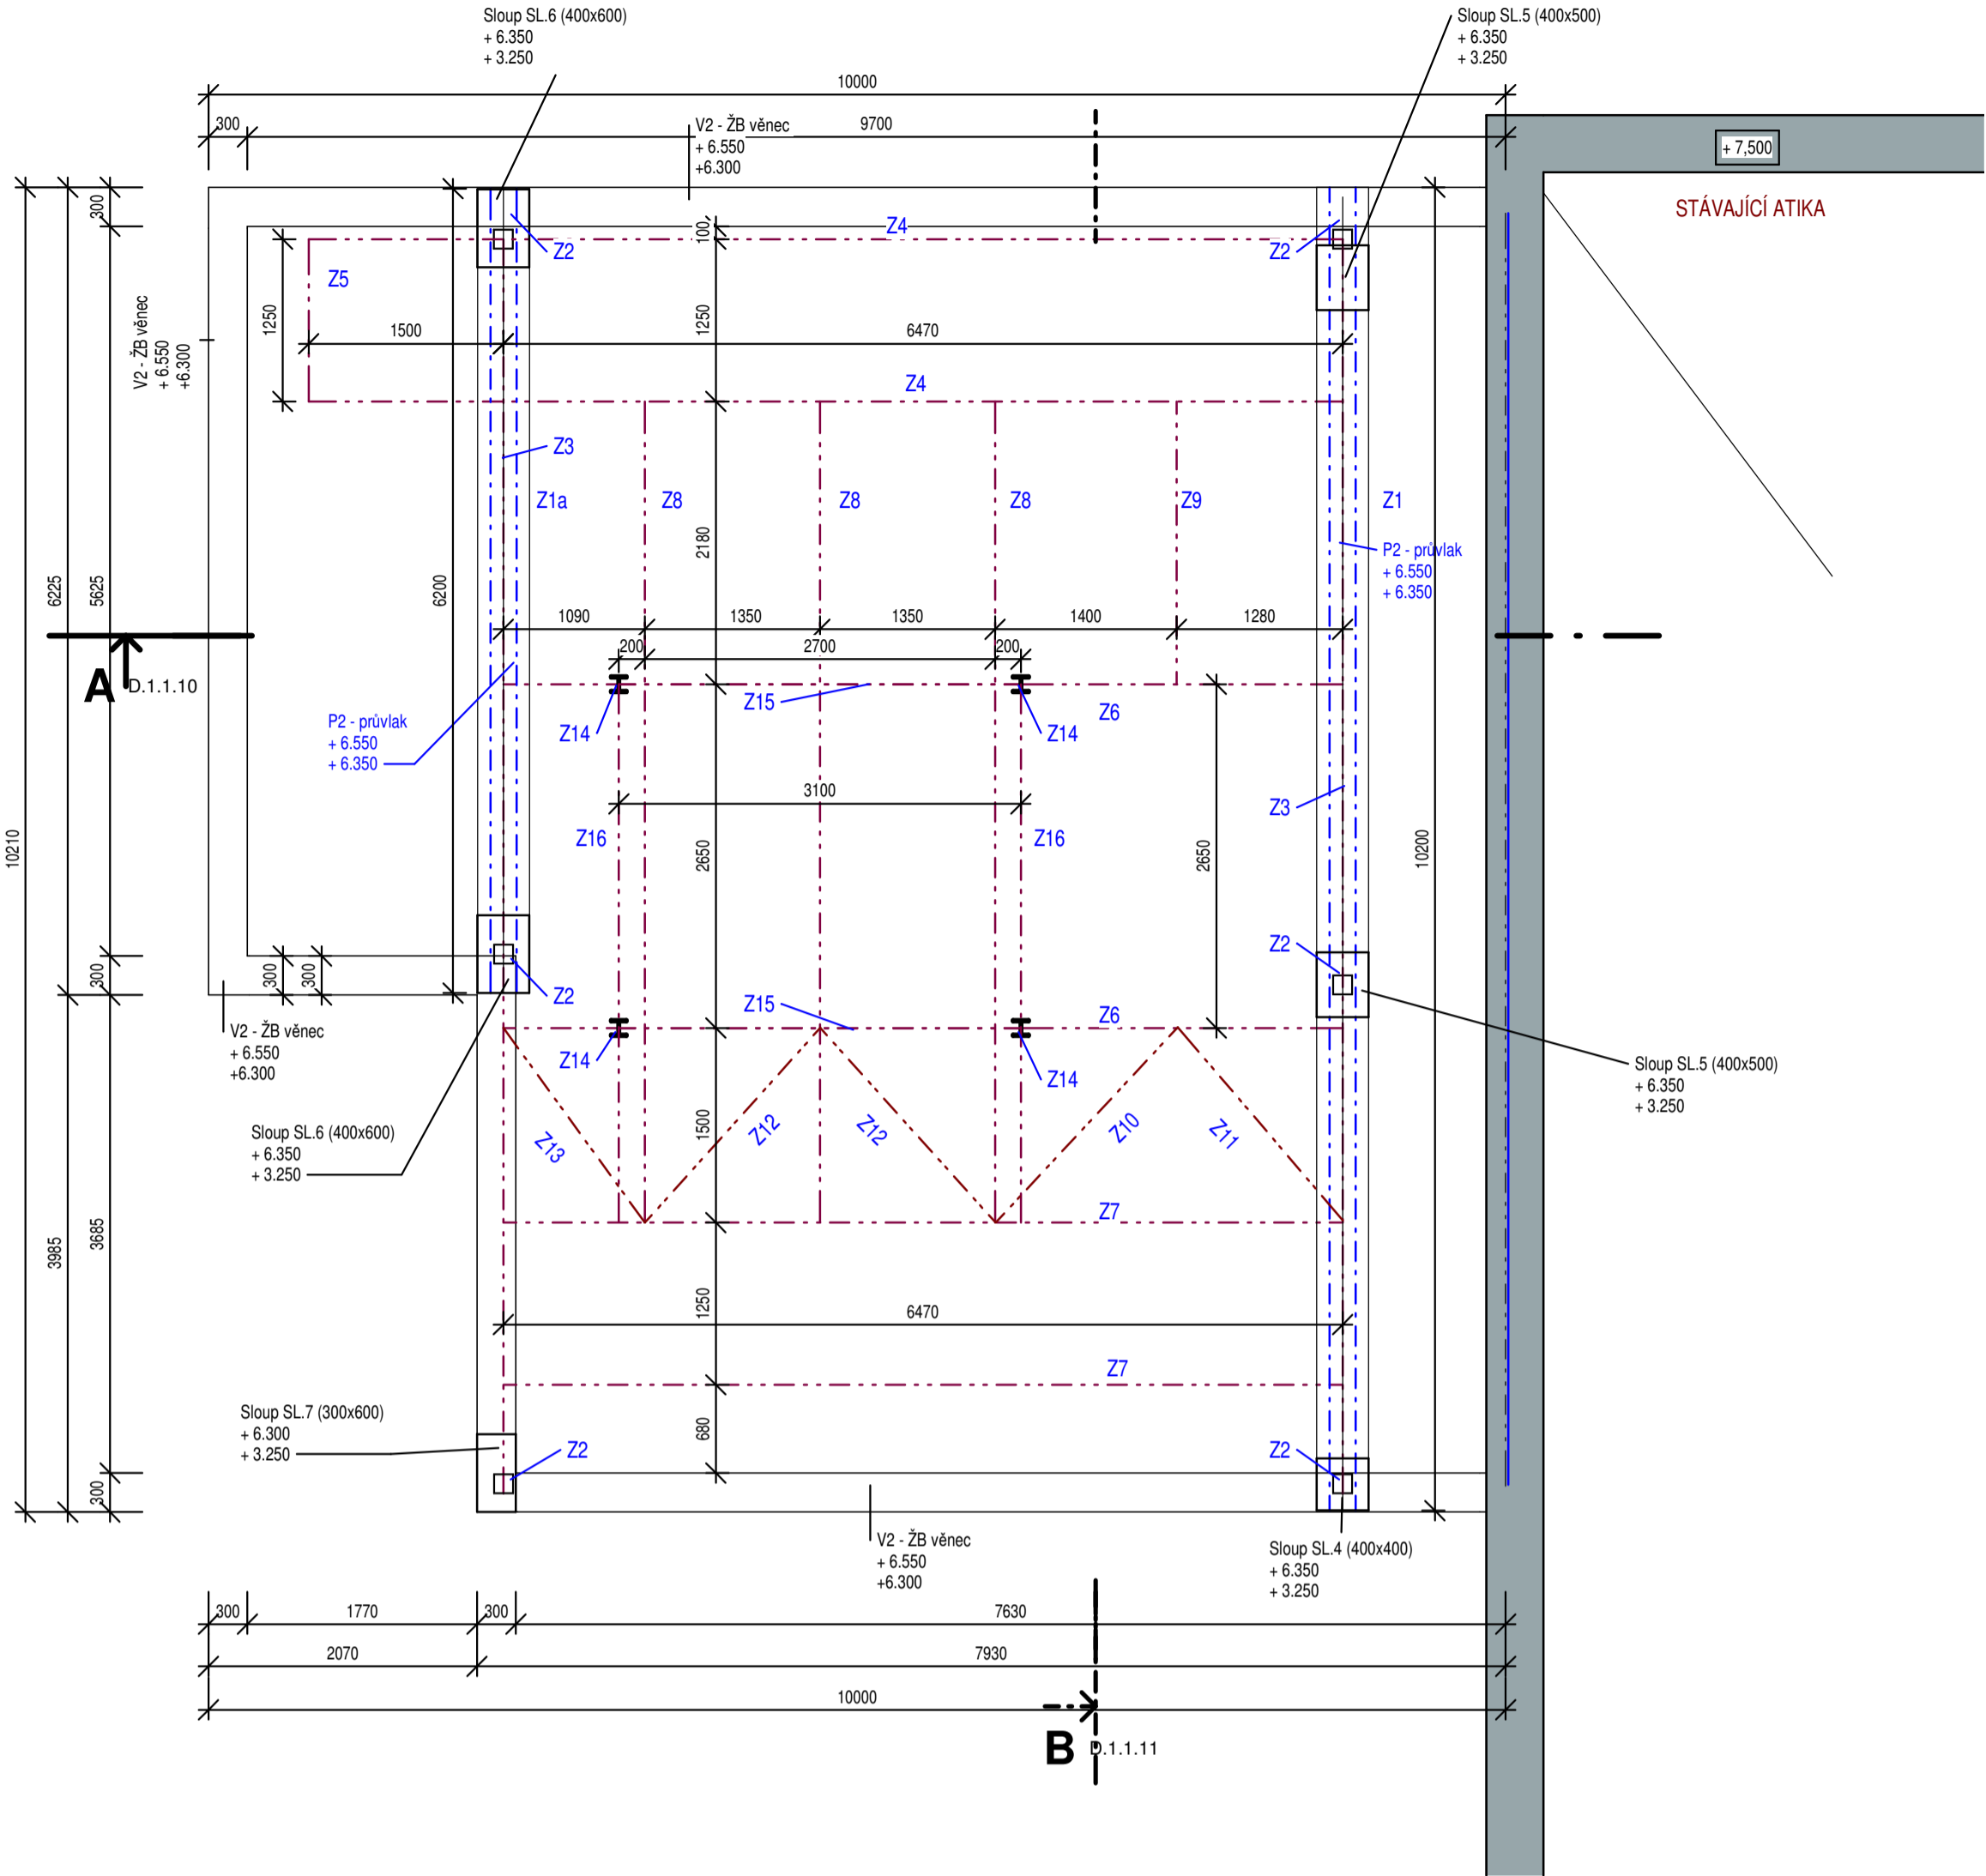 Sloup SL.6 (400x600)
+ 6.350
+ 3.250
Sloup SL.5 (400x500)
+ 6.350
+ 3.250
10000
300
V2 - ŽB věnec
+ 6.550
+6.300
9700
+ 7,500
STÁVAJÍCÍ ATIKA
300
100
Z4
Z2
Z2
Z5
1250
V2 - ŽB věnec
+ 6.550
+6.300
1500
1250
6470
Z4
Z3
Z1a
Z8
Z8
Z8
Z9
Z1
P2 - průvlak
+ 6.550
+ 6.350
2180
6225
5625
6200
1090
1350
1350
1400
1280
200
2700
200
A
D.1.1.10
Z15
Z6
P2 - průvlak
+ 6.550
+ 6.350
Z14
Z14
3100
Z3
Z16
Z16
10210
2650
2650
10200
Z2
300
300
300
Z2
Z15
Z6
V2 - ŽB věnec
+ 6.550
+6.300
Z14
Z14
Sloup SL.5 (400x500)
+ 6.350
+ 3.250
Sloup SL.6 (400x600)
+ 6.350
+ 3.250
1500
Z13
Z12
Z12
Z10
Z11
Z7
3985
3685
1250
6470
Z7
Sloup SL.7 (300x600)
+ 6.300
+ 3.250
680
Z2
Z2
300
V2 - ŽB věnec
+ 6.550
+6.300
Sloup SL.4 (400x400)
+ 6.350
+ 3.250
300
1770
300
7630
2070
7930
10000
B
D.1.1.11